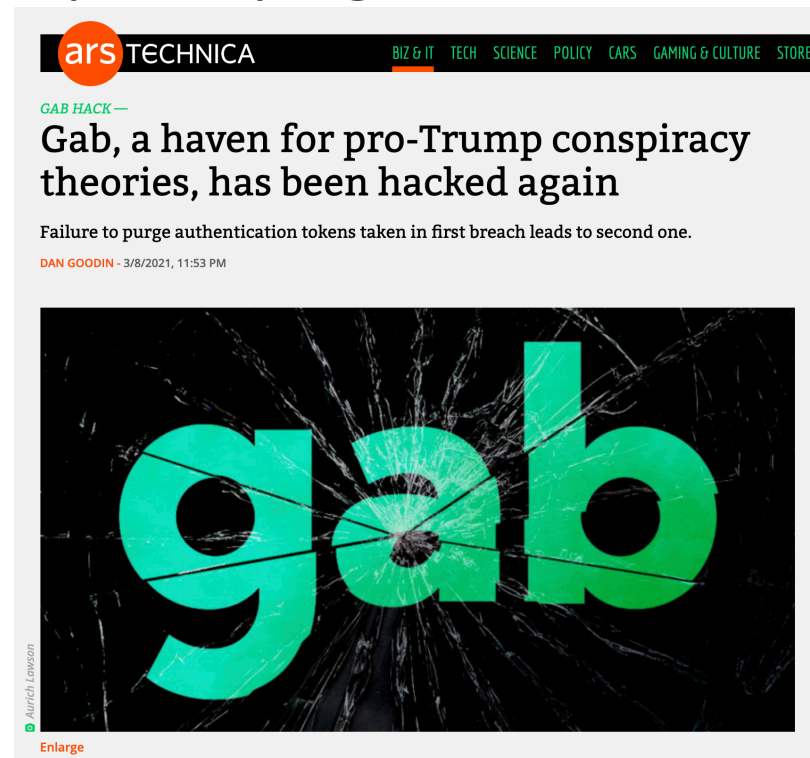 ars TECHNICA
BIZ & IT TECH SCIENCE POLICY CARS GAMING & CULTURE STORE
GAB HACK —
Gab, a haven for pro-Trump conspiracy
theories, has been hacked again
Failure to purge authentication tokens taken in first breach leads to second one.
DAN GOODIN - 3/8/2021, 11:53 PM
gab
Aurich Lawson
Enlarge